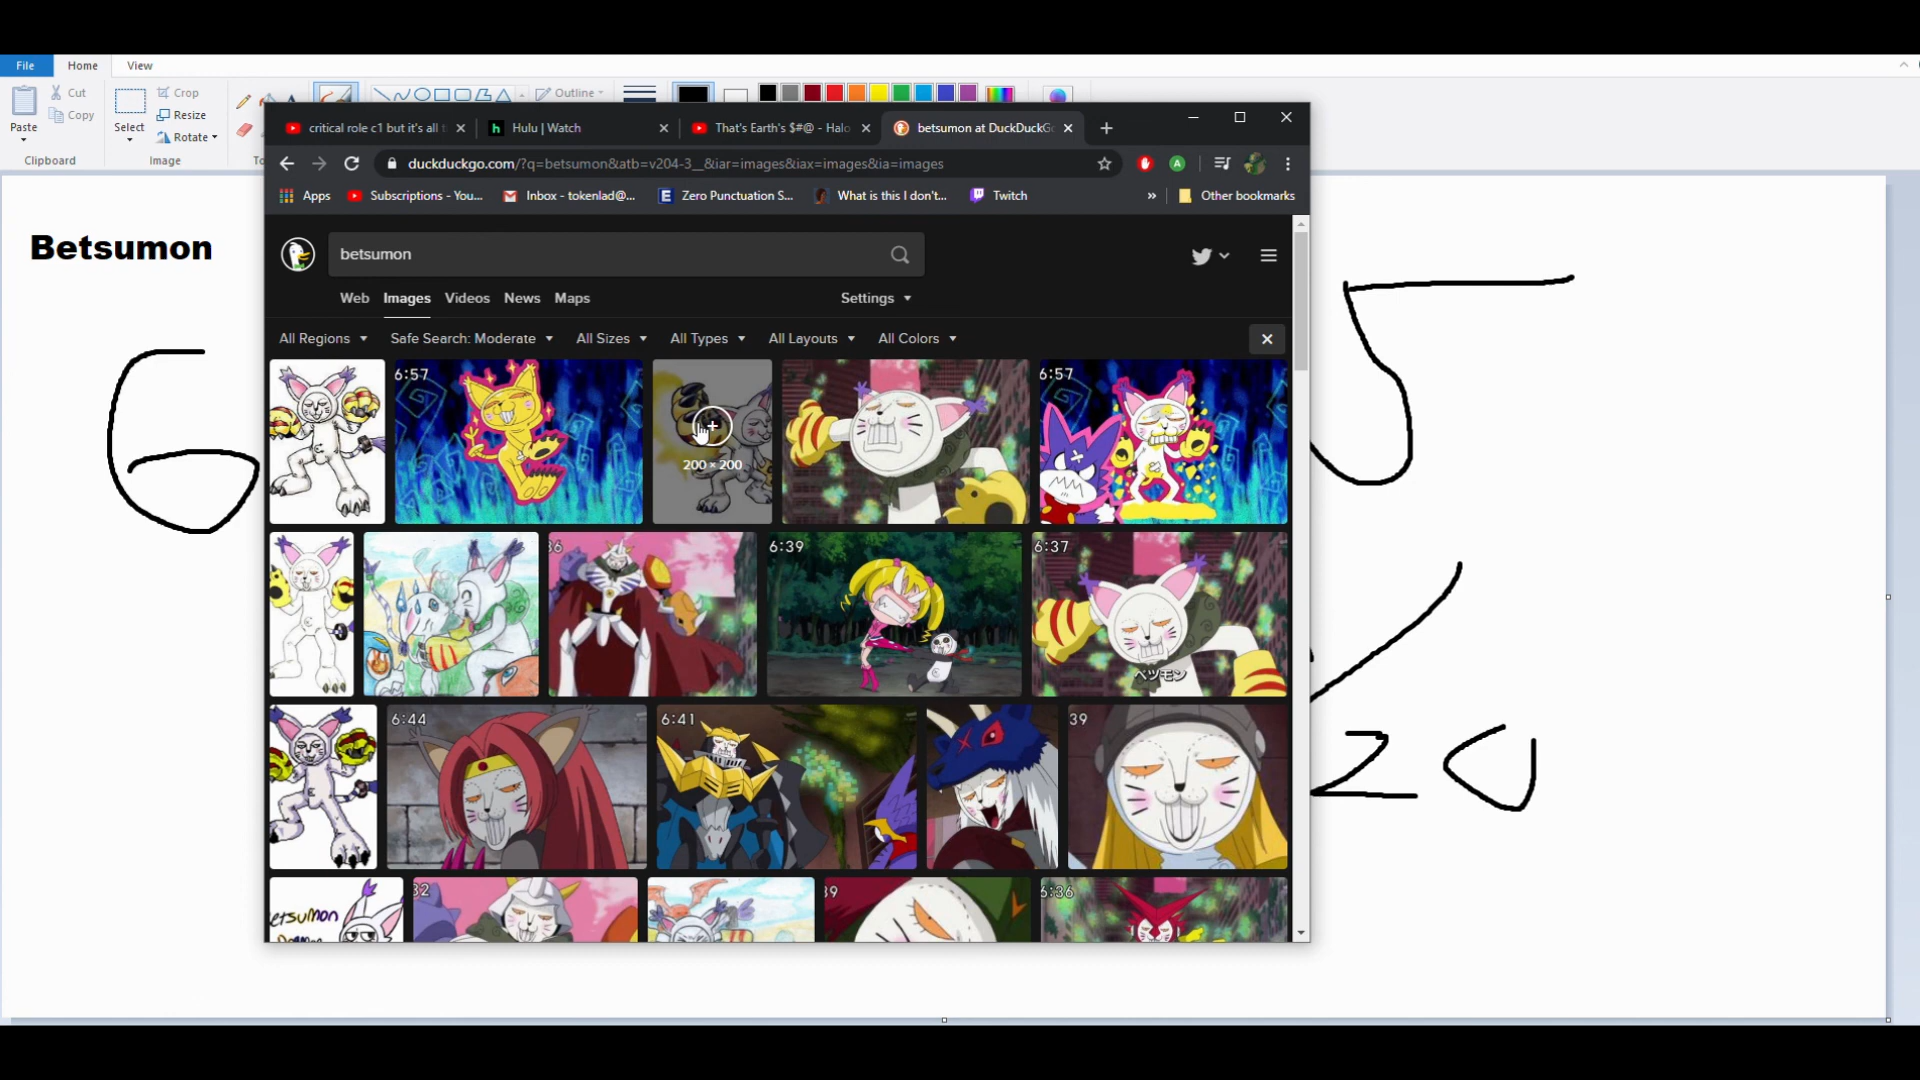 File Home View
Paste
Cut
Copy
Clipboard
Select
Crop
Resize
Rotate
Image
Outline
critical role c1 but it's all
Hulu | Watch
That's Earth's $#@ - Halo
betsumon at DuckDuckG
duckduckgo.com/?q=betsumon&atb=v204-3__&iar=images&iax=images&ia=images
Apps
Subscriptions - You...
Inbox - tokenlad@...
Zero Punctuation S...
What is this I don't...
Twitch
»
Other bookmarks
Betsumon
betsumon
Web Images Videos News Maps
Settings
All Regions Safe Search: Moderate All Sizes All Types All Layouts All Colors
6:57
200 × 200
6:57
36
6:39
6:37
ベツモン
6:44
6:41
39
etsumon
32
39
6:36
6
5
20